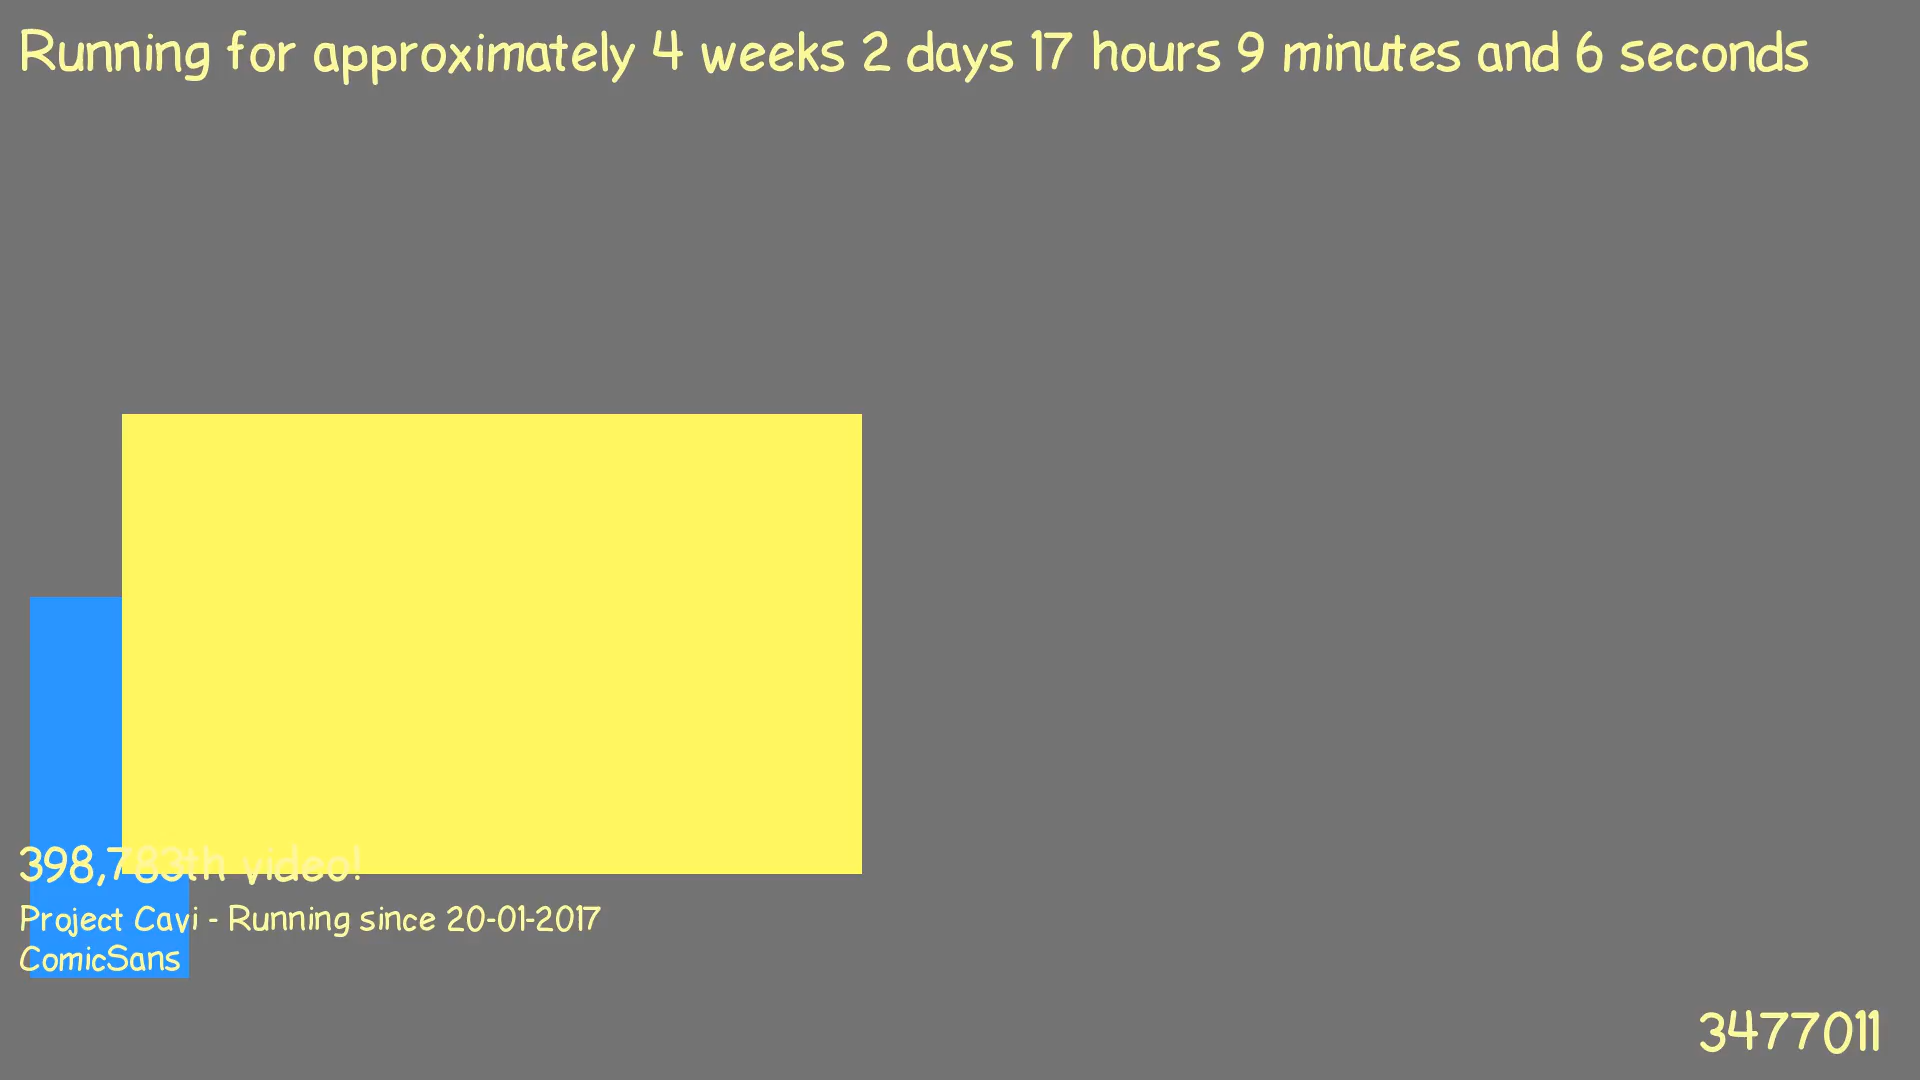 Running for approximately 4 weeks 2 days 17 hours 9 minutes and 6 seconds
398,783th video!
Project Cavi - Running since 20-01-2017
ComicSans
3477011